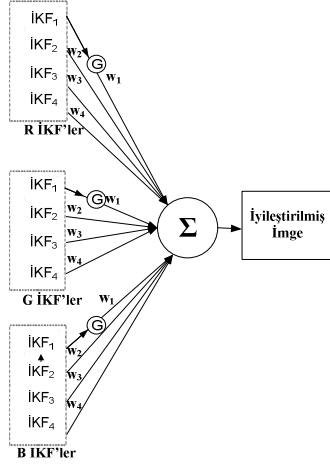 İKF1
İKF2
İKF3
İKF4
w2
w3
w4
G
w1
R İKF'ler
İKF1
İKF2
İKF3
İKF4
w2
w3
w4
G
w1
G İKF'ler
Σ
İyileştirilmiş
İmge
İKF1
İKF2
İKF3
İKF4
w2
w3
w4
G
w1
B İKF'ler